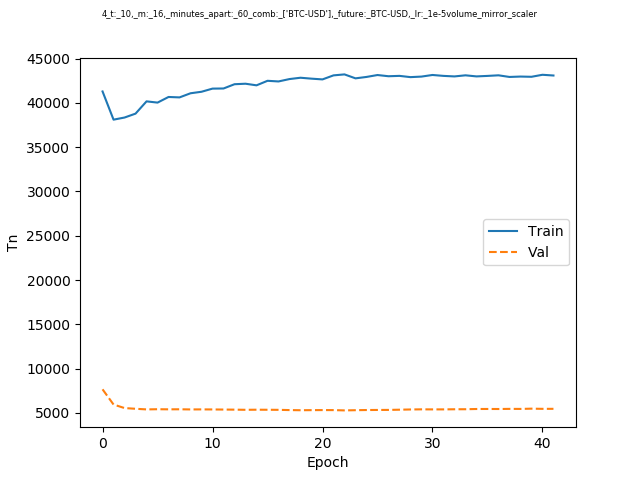 4_t:_10,_m:_16,_minutes_apart:_60_comb:_['BTC-USD'],_future:_BTC-USD,_lr:_1e-5volume_mirror_scaler
45000
40000
35000
30000
25000
20000
15000
10000
5000
Tn
Train
Val
0 10 20 30 40
Epoch